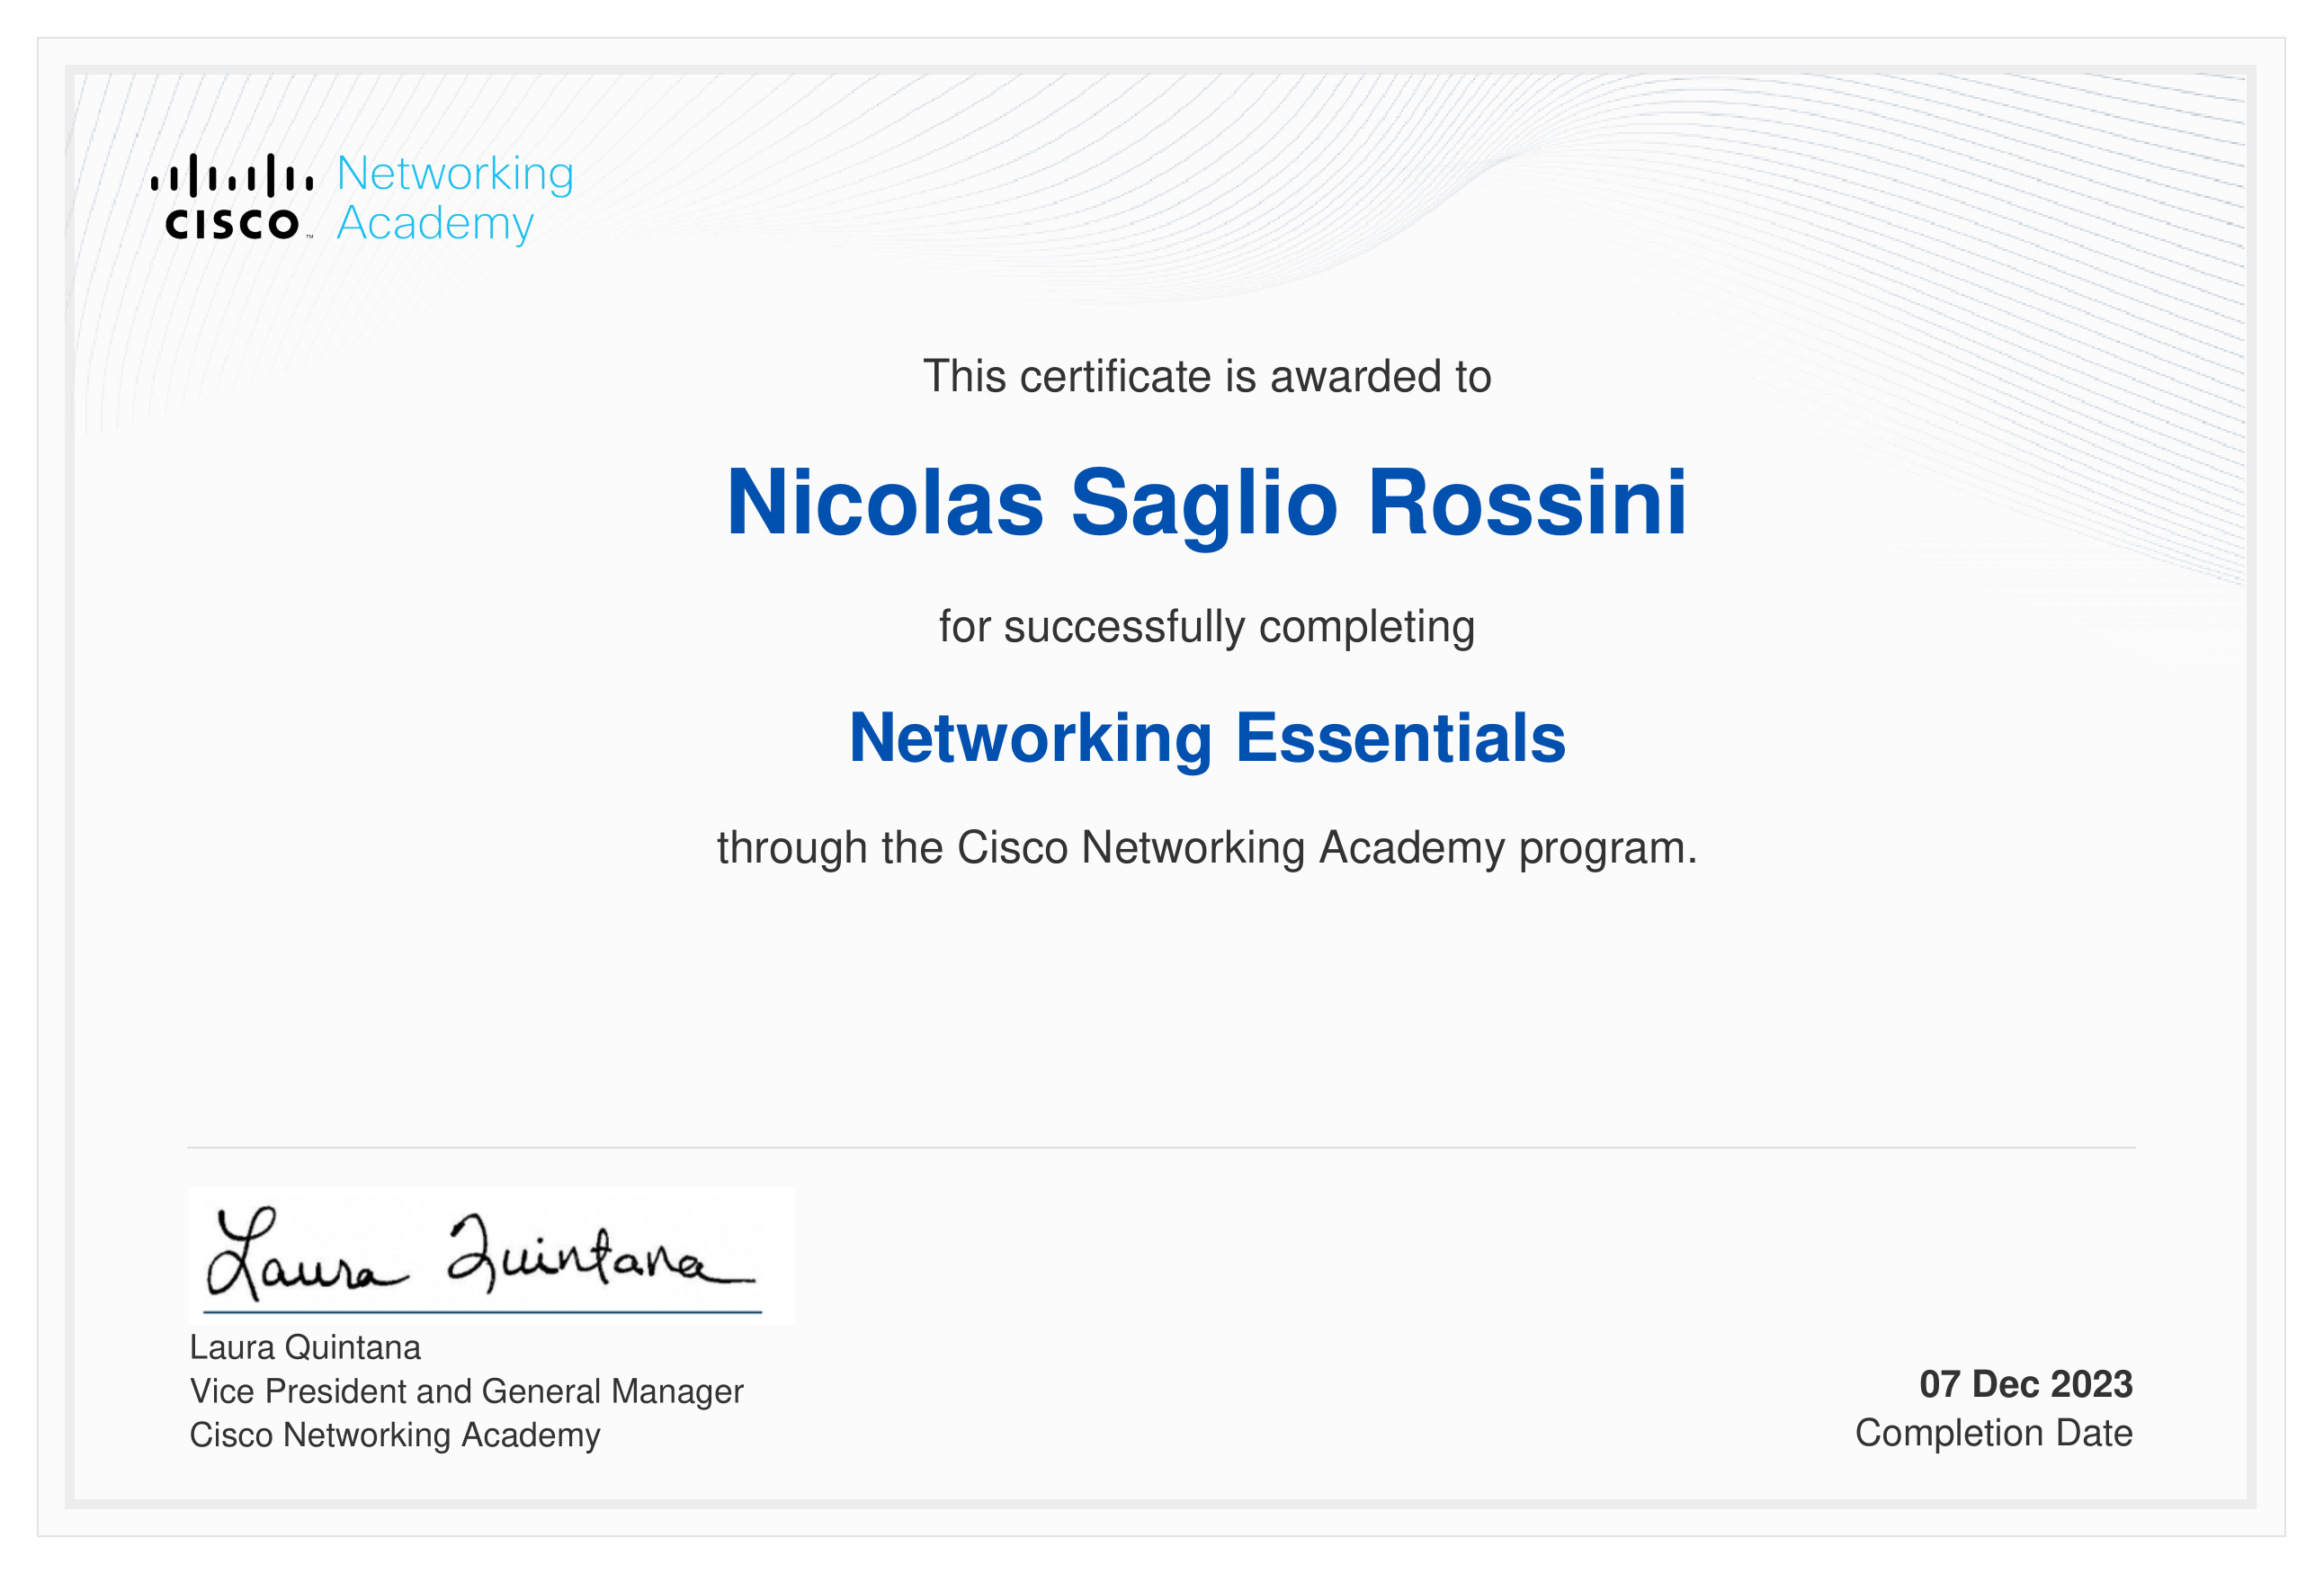 CISCO™
Networking
Academy
This certificate is awarded to
Nicolas Saglio Rossini
for successfully completing
Networking Essentials
through the Cisco Networking Academy program.
Laura Quintana
Laura Quintana
Vice President and General Manager
Cisco Networking Academy
07 Dec 2023
Completion Date